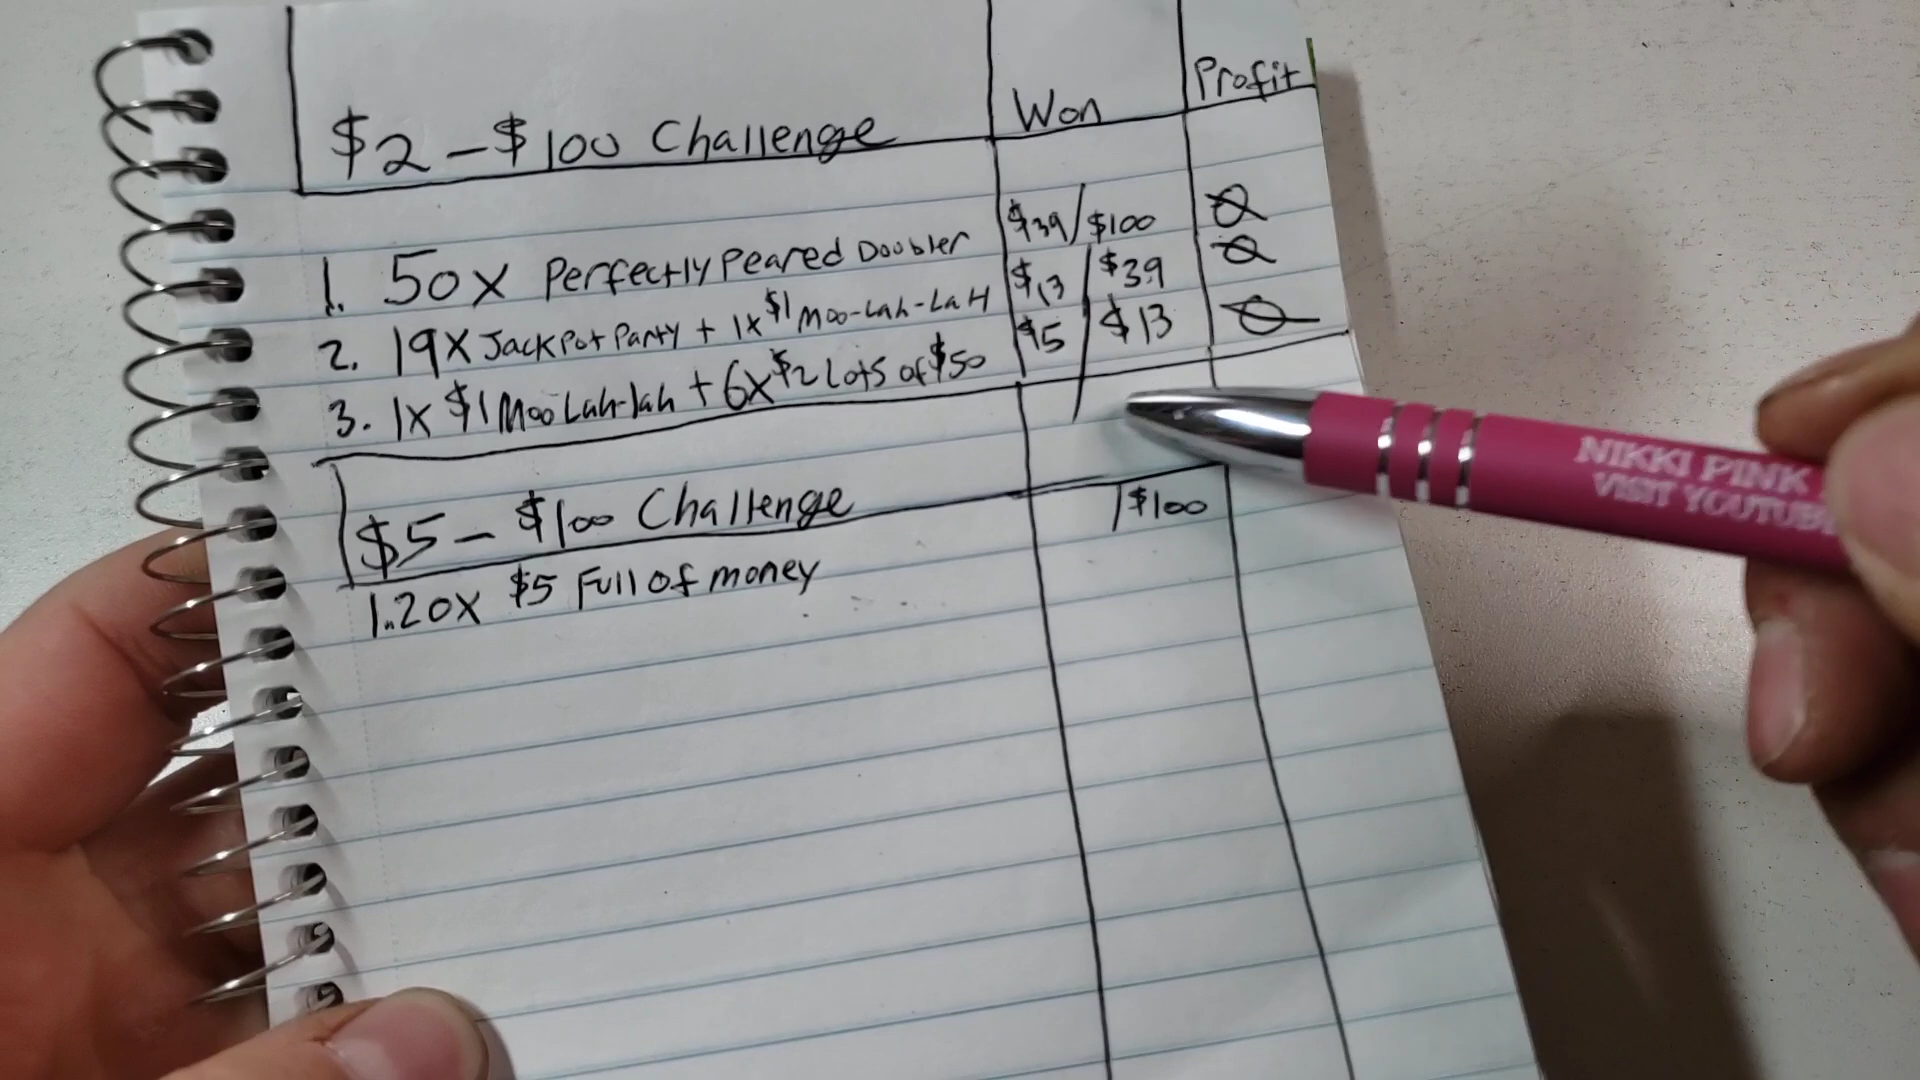 $2 - $100 Challenge Won Profit
1. 50x Perfectly Peared Doubler $39/$100 Ø
2. 19x Jackpot Party + 1x $1 Moo-Lah-LaH $13/$39 Ø
3. 1x $1 Moo Lah-lah + 6x $2 Lots of $50 $5/$13 Ø
$5 - $100 Challenge
1. 20x $5 Full Of money /$100
NIKKI PINK
VISIT YOUTUBE